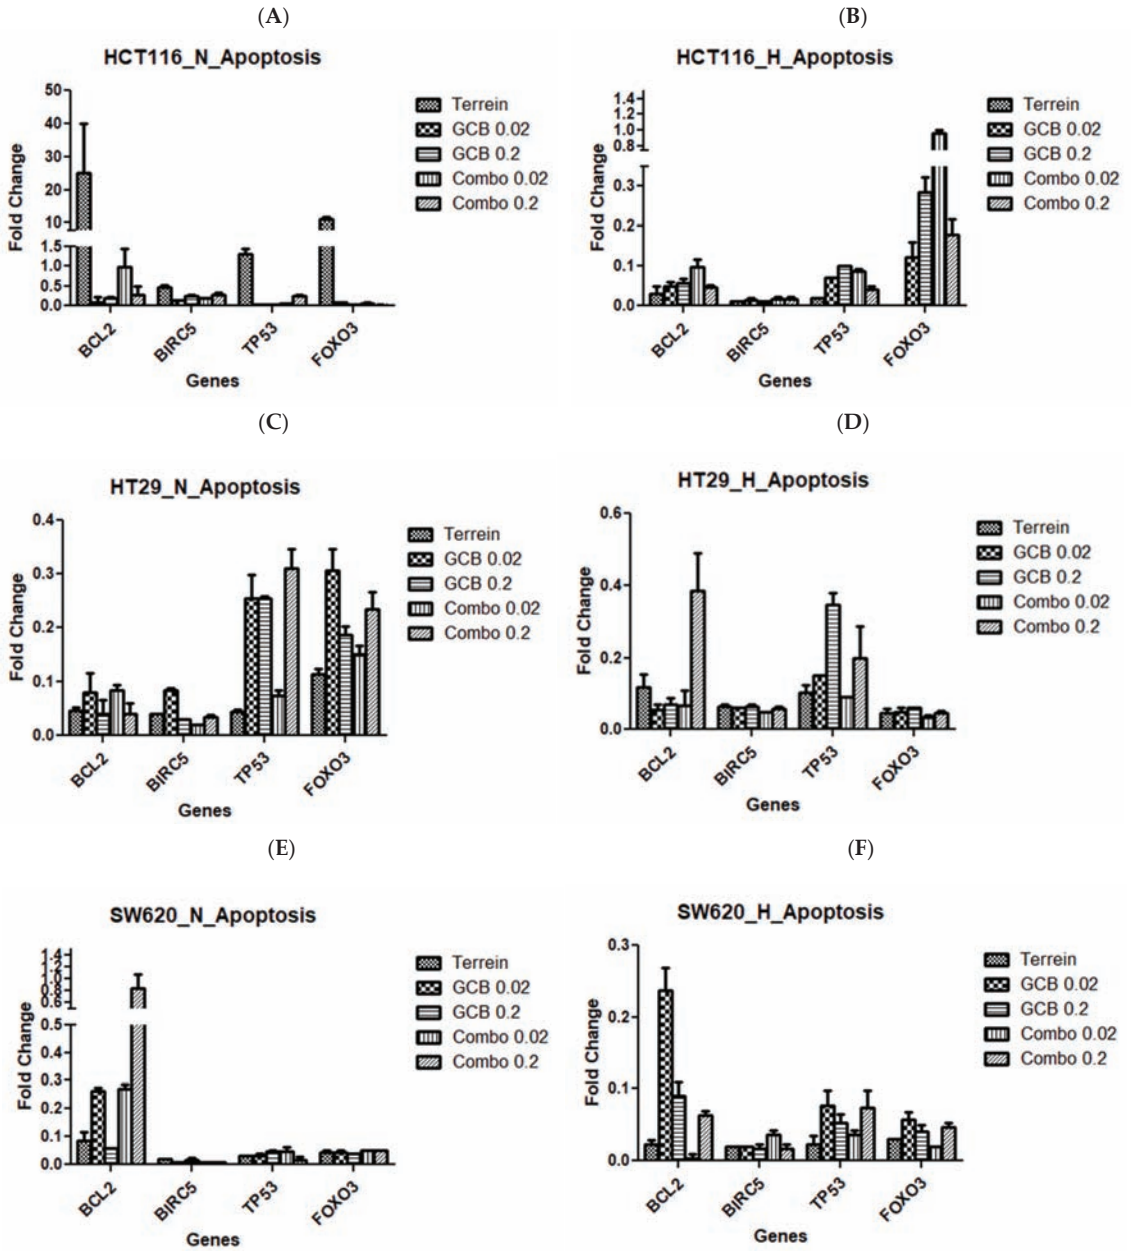 (A)
HCT116_N_Apoptosis
50
40
30
20
10
1.5
1.0
0.5
0.0
Fold Change
BCL2
BIRC5
TP53
FOXO3
Genes
Terrein
GCB 0.02
GCB 0.2
Combo 0.02
Combo 0.2
(B)
HCT116_H_Apoptosis
1.4
1.2
1.0
0.8
0.3
0.2
0.1
0.0
Fold Change
BCL2
BIRC5
TP53
FOXO3
Genes
Terrein
GCB 0.02
GCB 0.2
Combo 0.02
Combo 0.2
(C)
HT29_N_Apoptosis
0.4
0.3
0.2
0.1
0.0
Fold Change
BCL2
BIRC5
TP53
FOXO3
Genes
Terrein
GCB 0.02
GCB 0.2
Combo 0.02
Combo 0.2
(D)
HT29_H_Apoptosis
0.6
0.4
0.2
0.0
Fold Change
BCL2
BIRC5
TP53
FOXO3
Genes
Terrein
GCB 0.02
GCB 0.2
Combo 0.02
Combo 0.2
(E)
SW620_N_Apoptosis
1.4
1.2
1.0
0.8
0.6
0.5
0.4
0.3
0.2
0.1
0.0
Fold Change
BCL2
BIRC5
TP53
FOXO3
Genes
Terrein
GCB 0.02
GCB 0.2
Combo 0.02
Combo 0.2
(F)
SW620_H_Apoptosis
0.3
0.2
0.1
0.0
Fold Change
BCL2
BIRC5
TP53
FOXO3
Genes
Terrein
GCB 0.02
GCB 0.2
Combo 0.02
Combo 0.2